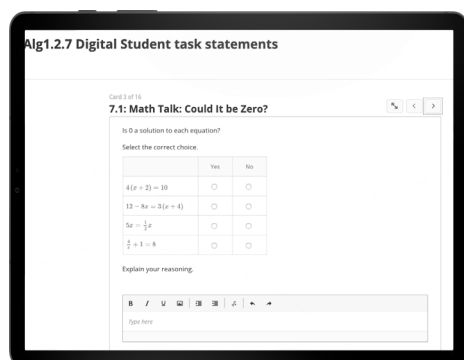 Alg1.2.7 Digital Student task statements
Card 3 of 16
7.1: Math Talk: Could It be Zero?
Is 0 a solution to each equation?
Select the correct choice.
Yes No
4(x + 2) = 10
12 − 8x = 3(x + 4)
5x = ½x
+ 1 = 8
Explain your reasoning.
B I U
Type here